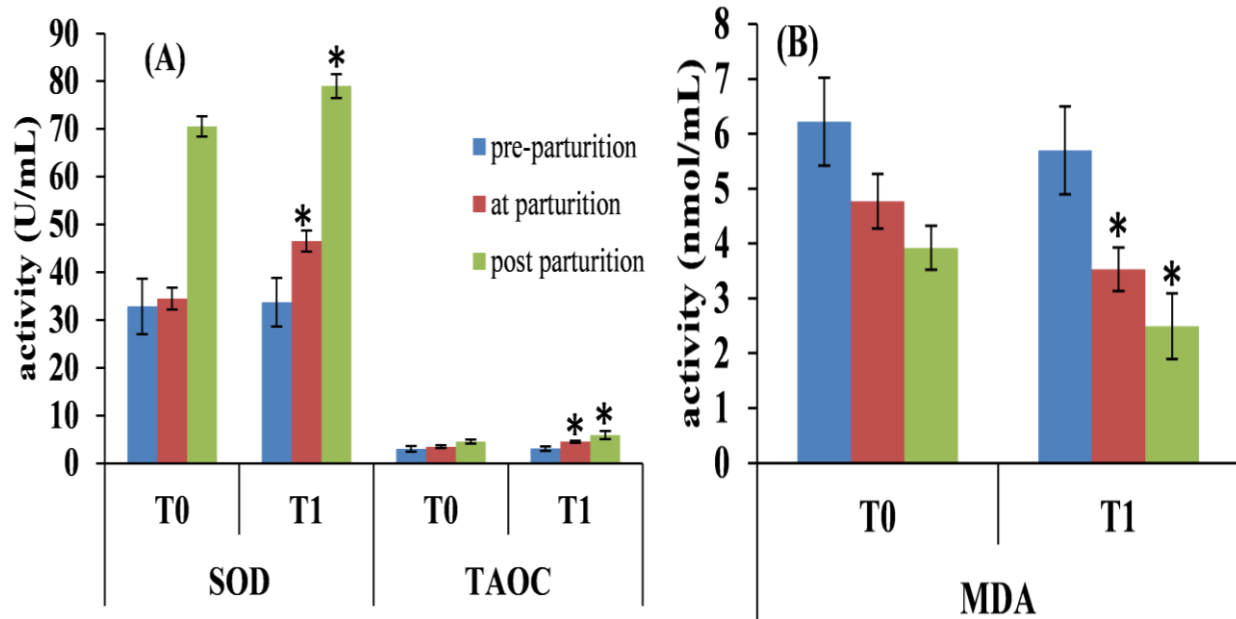 (A)
activity (U/mL)
90
80
70
60
50
40
30
20
10
0
*
*
*
*
pre-parturition
at parturition
post parturition
T0 T1 T0 T1
SOD TAOC
(B)
activity (nmol/mL)
8
7
6
5
4
3
2
1
0
*
*
T0 T1
MDA